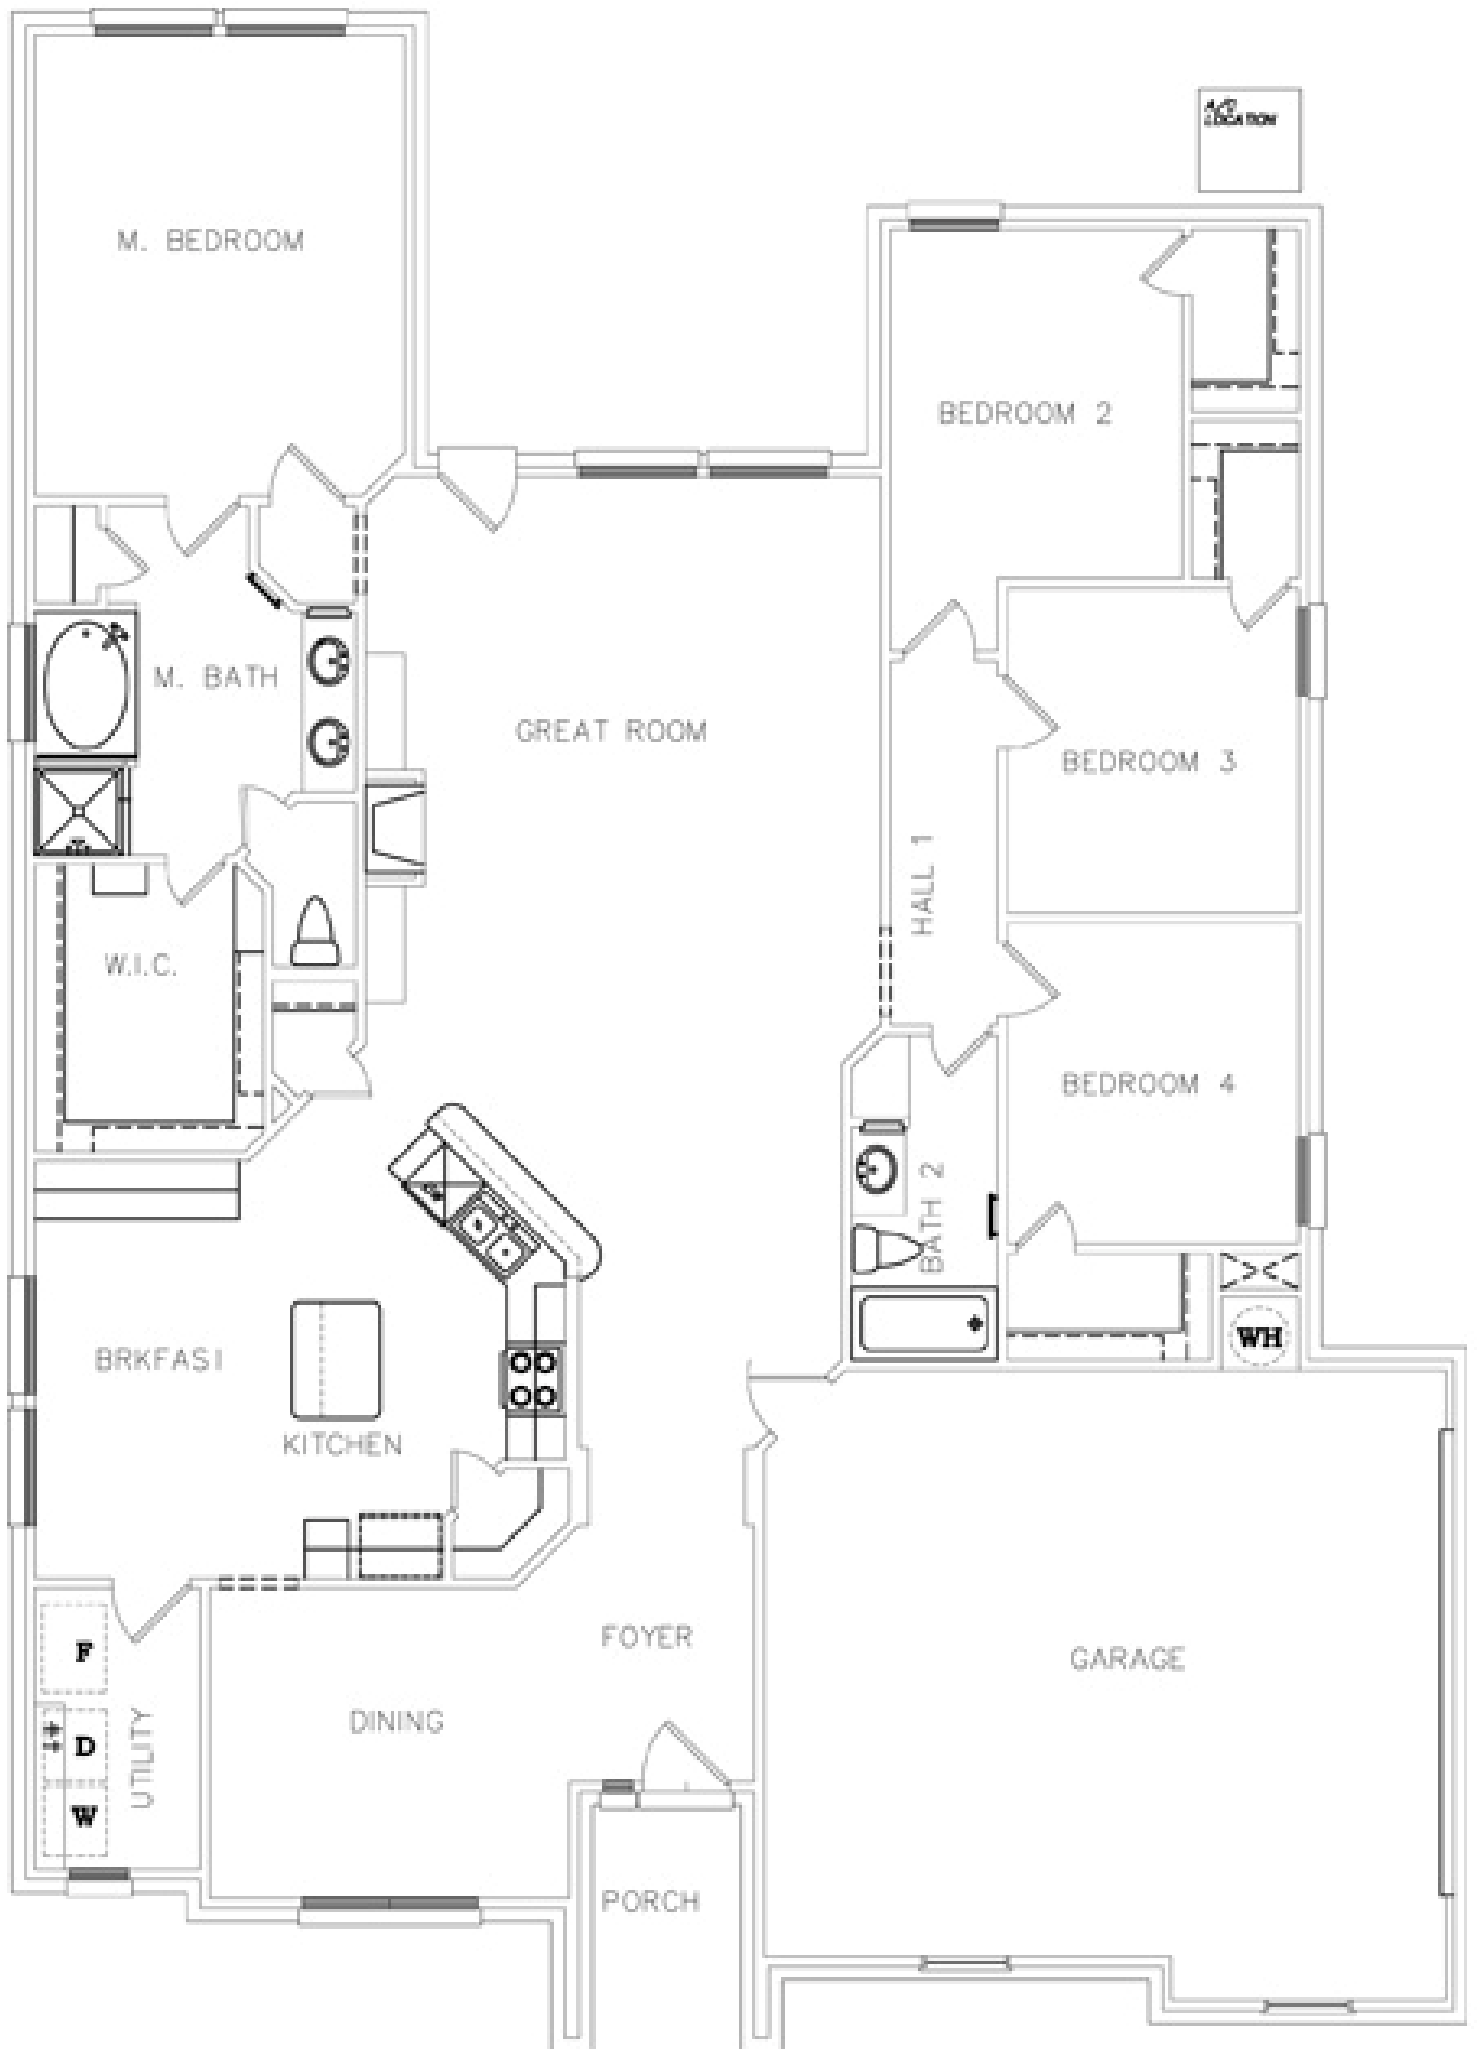 A/C
LOCATION
M. BEDROOM
BEDROOM 2
M. BATH
GREAT ROOM
BEDROOM 3
HALL 1
W.I.C.
BEDROOM 4
BATH 2
WH
BRKFAST
KITCHEN
F
FOYER
GARAGE
DINING
D
UTILITY
W
PORCH